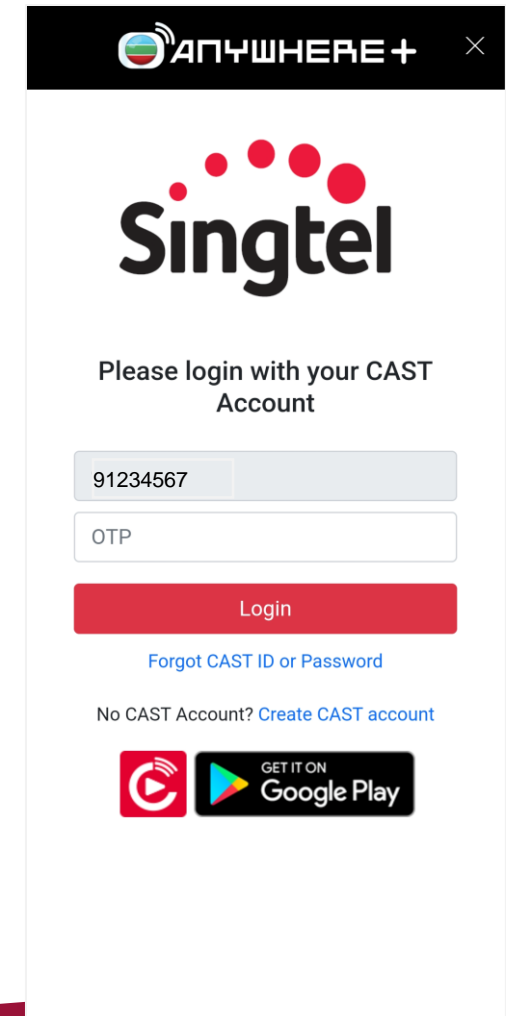 ANYWHERE+
Singtel
Please login with your CAST
Account
91234567
OTP
Login
Forgot CAST ID or Password
No CAST Account? Create CAST account
GET IT ON
Google Play